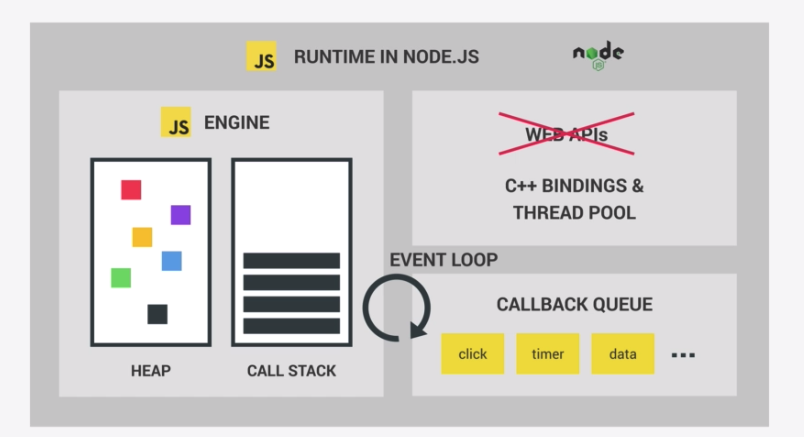 JS RUNTIME IN NODE.JS
node
JS
JS ENGINE
HEAP
CALL STACK
WEB APIs
C++ BINDINGS &
THREAD POOL
EVENT LOOP
CALLBACK QUEUE
click timer data ...